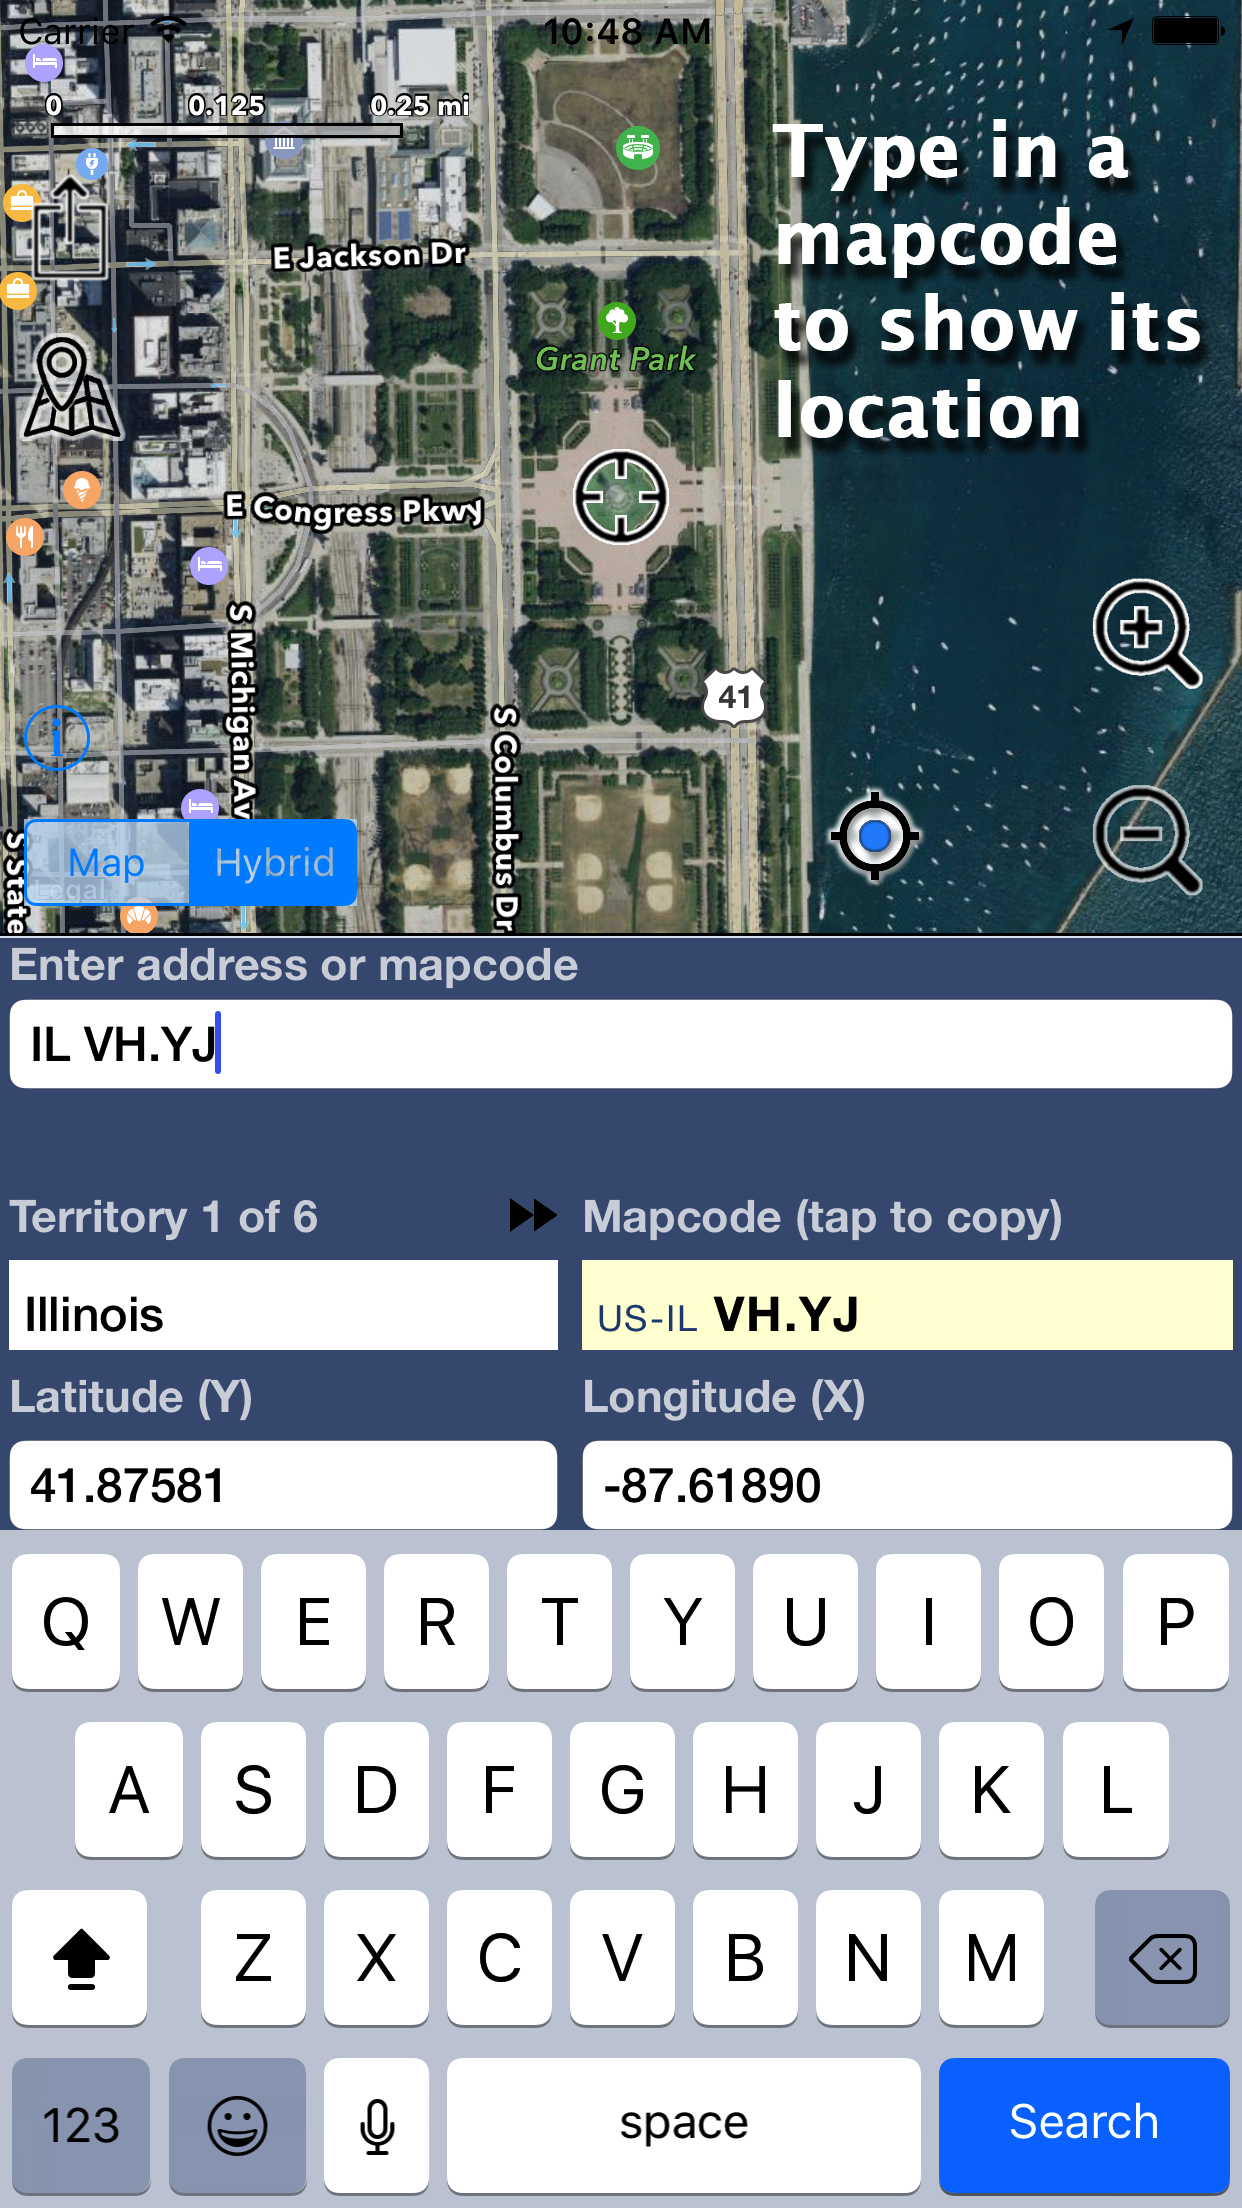 Carrier 10:48 AM
0 0.125 0.25 mi
Type in a
mapcode
to show its
location
E Jackson Dr
Grant Park
E Congress Pkwy
S Michigan Av
41
S Columbus Dr
S State
Map Hybrid
Legal
Enter address or mapcode
IL VH.YJ
Territory 1 of 6 Mapcode (tap to copy)
Illinois US-IL VH.YJ
Latitude (Y) Longitude (X)
41.87581 -87.61890
Q W E R T Y U I O P
A S D F G H J K L
Z X C V B N M
123 space Search